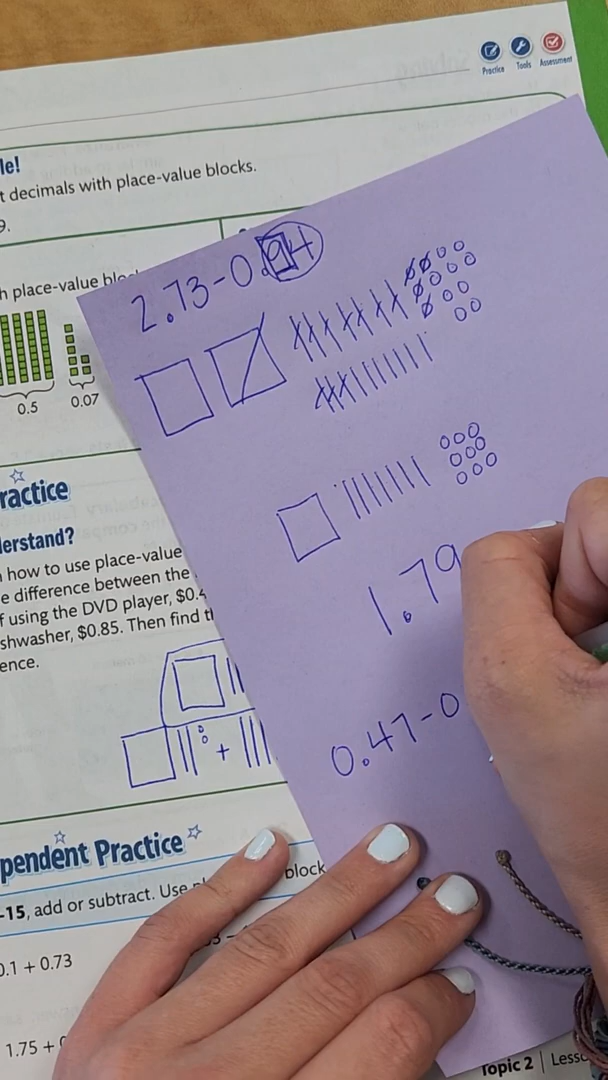 Practice Tools Assessment
le!
t decimals with place-value blocks.
9.
h place-value
0.5 0.07
2.73-0.94
1.79
0.47-0
ractice
erstand?
how to use place-value
e difference between the
f using the DVD player, $0.4
shwasher, $0.85. Then find t
ence.
+
pendent Practice
-15, add or subtract. Use
block
0.1 + 0.73
1.75 +
Topic 2 | Less